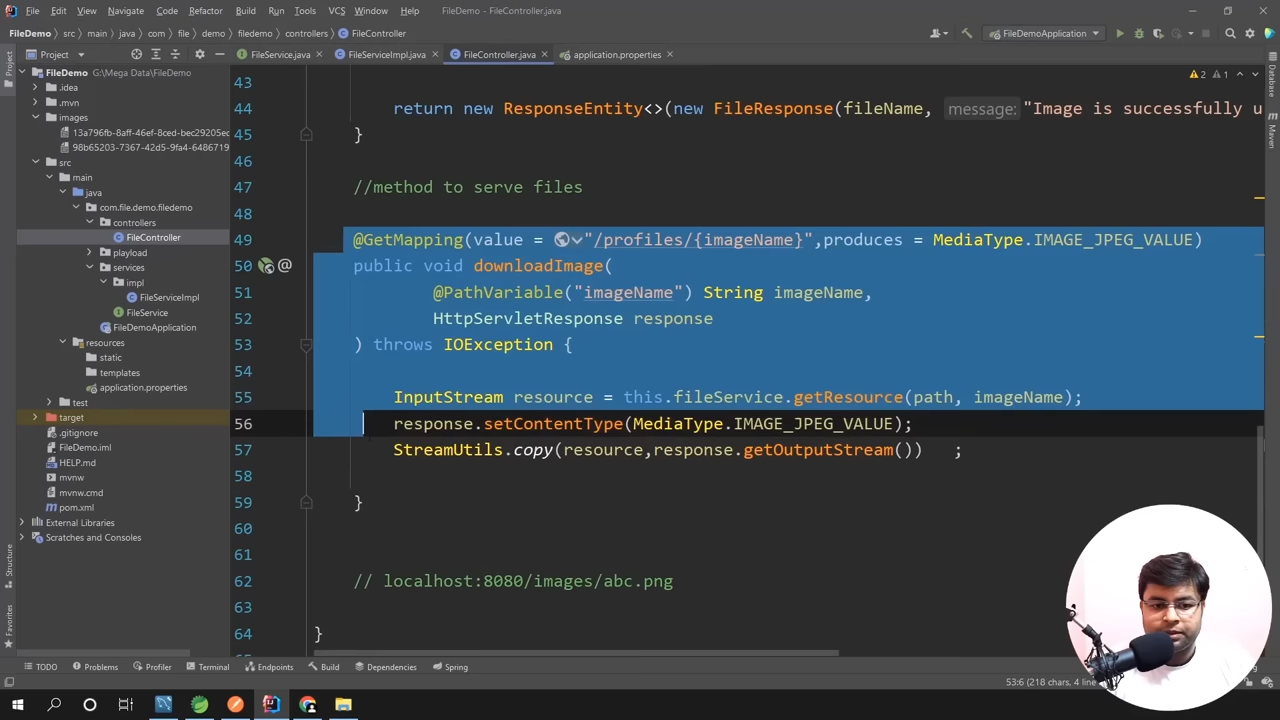 File Edit View Navigate Code Refactor Build Run Tools VCS Window Help FileDemo - FileController.java
FileDemo src main java com file demo filedemo controllers FileController FileDemoApplication
Project FileService.java FileServiceImpl.java FileController.java application.properties
FileDemo G:\Mega Data\FileDemo
.idea
.mvn
images
13a796fb-8aff-46ef-8ced-bec29205ec
98b65203-7367-42d5-9fa4-6486719
src
main
java
com.file.demo.filedemo
controllers
FileController
playload
services
impl
FileServiceImpl
FileService
FileDemoApplication
resources
static
templates
application.properties
test
target
.gitignore
FileDemo.iml
HELP.md
mvnw
mvnw.cmd
pom.xml
External Libraries
Scratches and Consoles
2 1
43
44 return new ResponseEntity<>(new FileResponse(fileName, message: "Image is successfully u
45 }
46
47 //method to serve files
48
49 @GetMapping(value = "/profiles/{imageName}",produces = MediaType.IMAGE_JPEG_VALUE)
50 public void downloadImage(
51 @PathVariable("imageName") String imageName,
52 HttpServletResponse response
53 ) throws IOException {
54
55 InputStream resource = this.fileService.getResource(path, imageName);
56 response.setContentType(MediaType.IMAGE_JPEG_VALUE);
57 StreamUtils.copy(resource,response.getOutputStream()) ;
58
59 }
60
61
62 // localhost:8080/images/abc.png
63
64 }
Project
Structure
Favorites
Database
Maven
TODO Problems Profiler Terminal Endpoints Build Dependencies Spring
53:6 (218 chars, 4 line